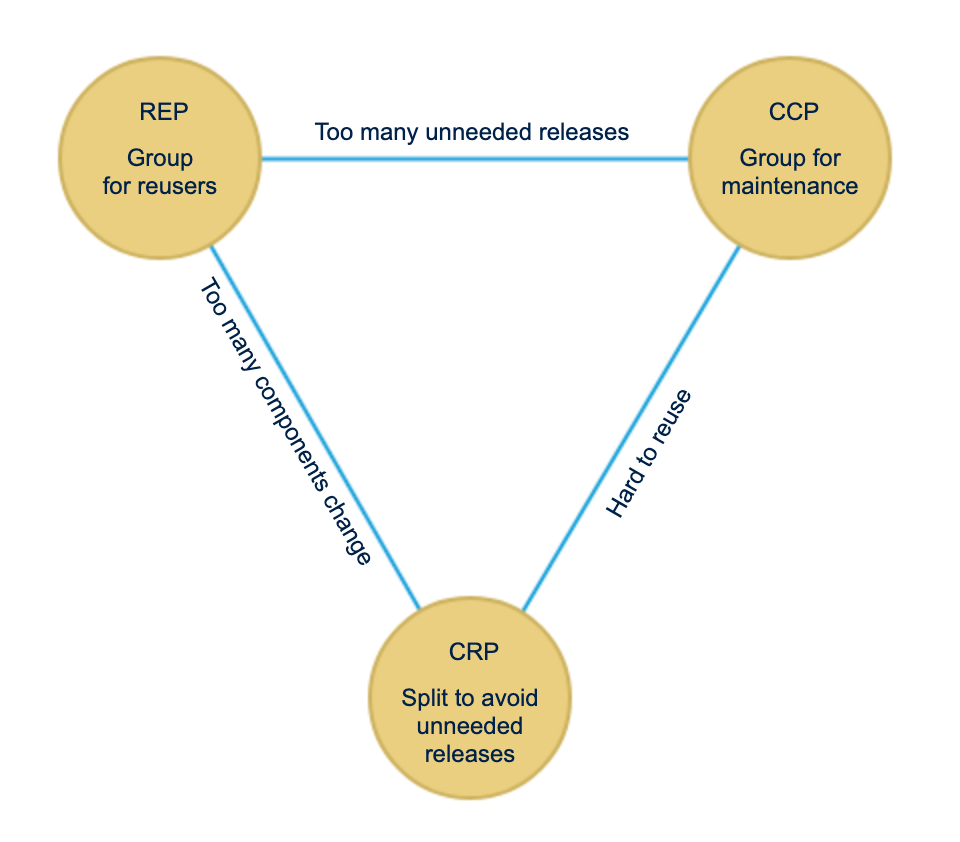 REP
Group
for reusers
Too many unneeded releases
CCP
Group for
maintenance
Too many components change
Hard to reuse
CRP
Split to avoid
unneeded
releases